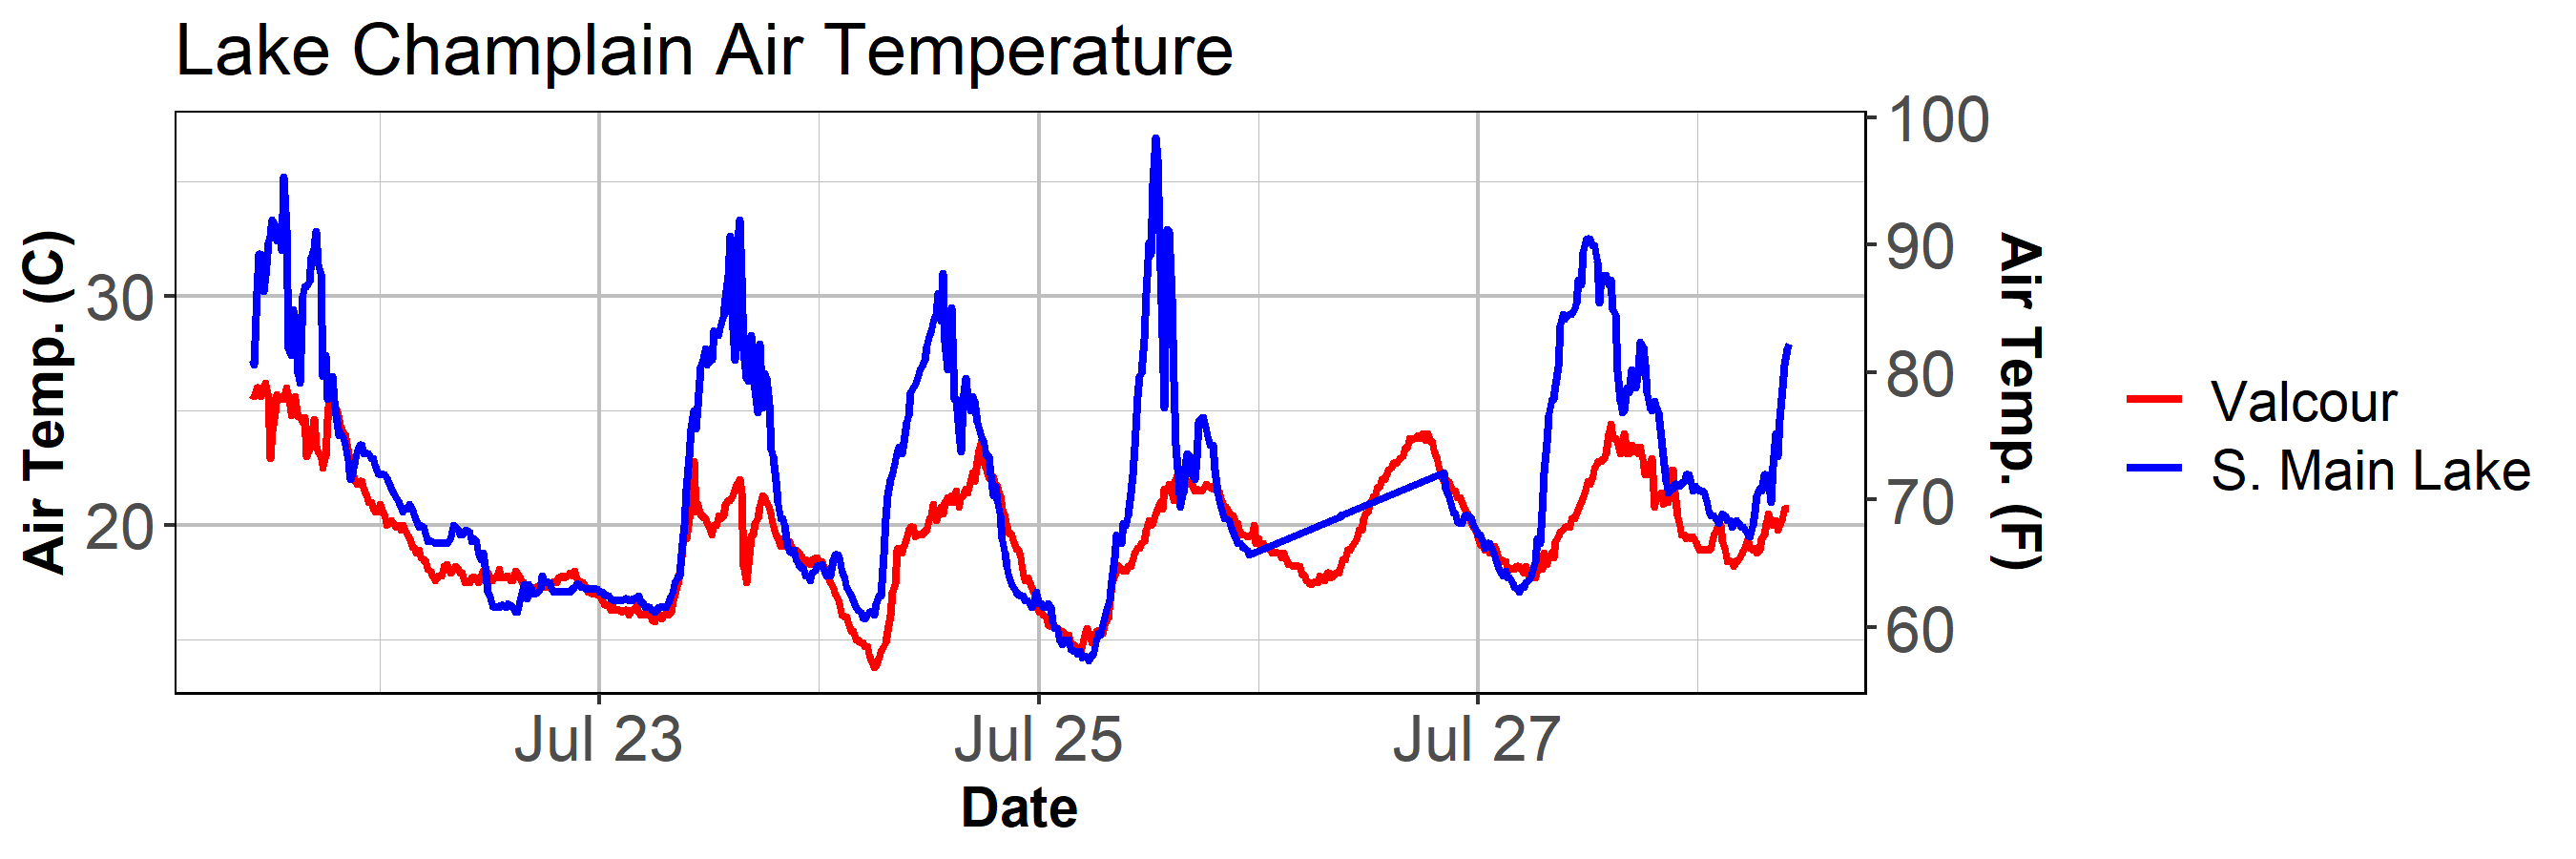 Lake Champlain Air Temperature
Air Temp. (C)
30
20
100
90
80
70
60
Air Temp. (F)
Jul 23
Jul 25
Jul 27
Date
Valcour
S. Main Lake